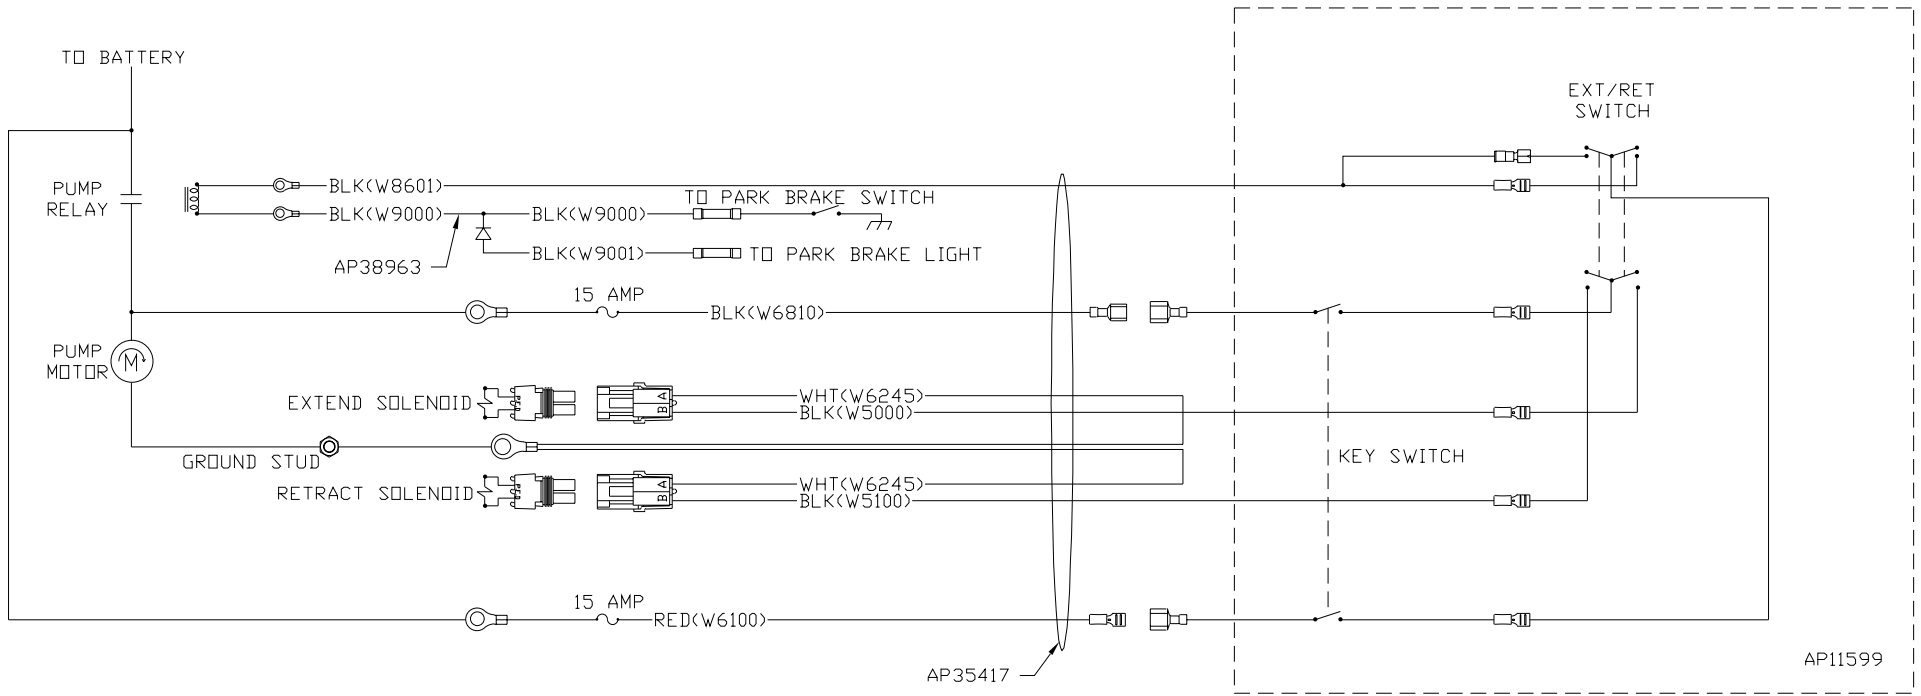 TO BATTERY
EXT/RET
SWITCH
PUMP
RELAY
BLK(W8601)
TO PARK BRAKE SWITCH
BLK(W9000)
BLK(W9000)
BLK(W9001)
TO PARK BRAKE LIGHT
AP38963
15 AMP
BLK(W6810)
PUMP
MOTOR
M
EXTEND SOLENOID
A
B
WHT(W6245)
BLK(W5000)
GROUND STUD
KEY SWITCH
RETRACT SOLENOID
A
B
WHT(W6245)
BLK(W5100)
15 AMP
RED(W6100)
AP35417
AP11599